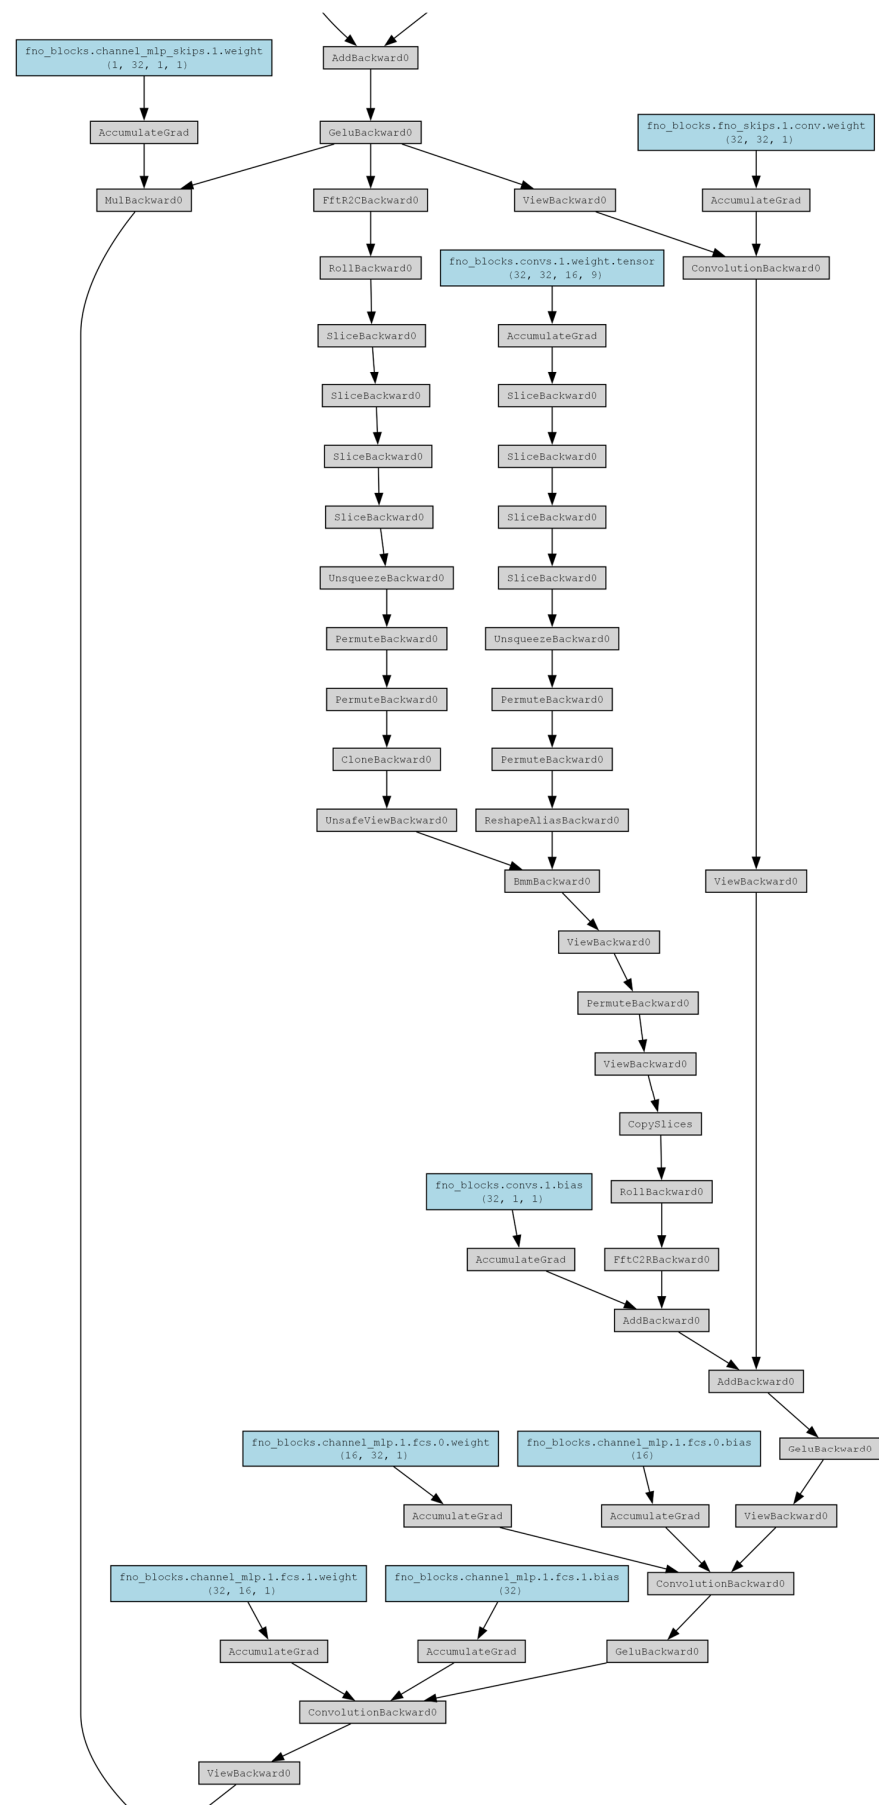 fno_blocks.channel_mlp_skips.1.weight
(1, 32, 1, 1)
AddBackward0
AccumulateGrad
GeluBackward0
fno_blocks.fno_skips.1.conv.weight
(32, 32, 1)
MulBackward0
FftR2CBackward0
ViewBackward0
AccumulateGrad
RollBackward0
fno_blocks.convs.1.weight.tensor
(32, 32, 16, 9)
ConvolutionBackward0
SliceBackward0
AccumulateGrad
SliceBackward0
SliceBackward0
SliceBackward0
SliceBackward0
SliceBackward0
SliceBackward0
UnsqueezeBackward0
SliceBackward0
PermuteBackward0
UnsqueezeBackward0
PermuteBackward0
PermuteBackward0
CloneBackward0
PermuteBackward0
UnsafeViewBackward0
ReshapeAliasBackward0
BmmBackward0
ViewBackward0
ViewBackward0
PermuteBackward0
ViewBackward0
CopySlices
fno_blocks.convs.1.bias
(32, 1, 1)
RollBackward0
AccumulateGrad
FftC2RBackward0
AddBackward0
AddBackward0
fno_blocks.channel_mlp.1.fcs.0.weight
(16, 32, 1)
fno_blocks.channel_mlp.1.fcs.0.bias
(16)
GeluBackward0
AccumulateGrad
AccumulateGrad
ViewBackward0
fno_blocks.channel_mlp.1.fcs.1.weight
(32, 16, 1)
fno_blocks.channel_mlp.1.fcs.1.bias
(32)
ConvolutionBackward0
AccumulateGrad
AccumulateGrad
GeluBackward0
ConvolutionBackward0
ViewBackward0